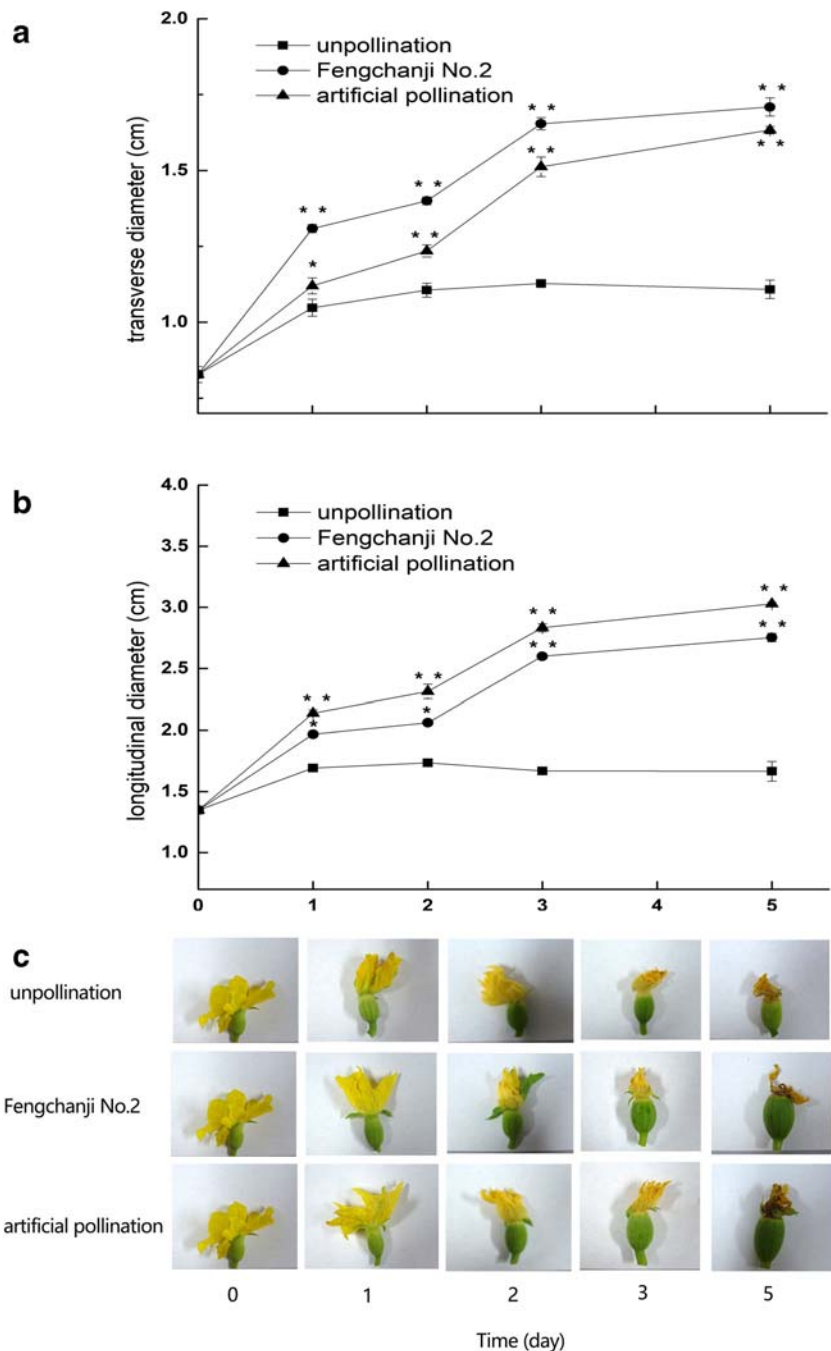 a
2.0
unpollination
Fengchanji No.2
artificial pollination
* *
* *
* *
* *
* *
* *
* *
*
1.5
1.0
transverse diameter (cm)
b
4.0
unpollination
Fengchanji No.2
artificial pollination
3.5
3.0
2.5
2.0
1.5
1.0
* *
* *
* *
* *
* *
* *
*
*
longitudinal diameter (cm)
0 1 2 3 4 5
c
unpollination
Fengchanji No.2
artificial pollination
0 1 2 3 5
Time (day)